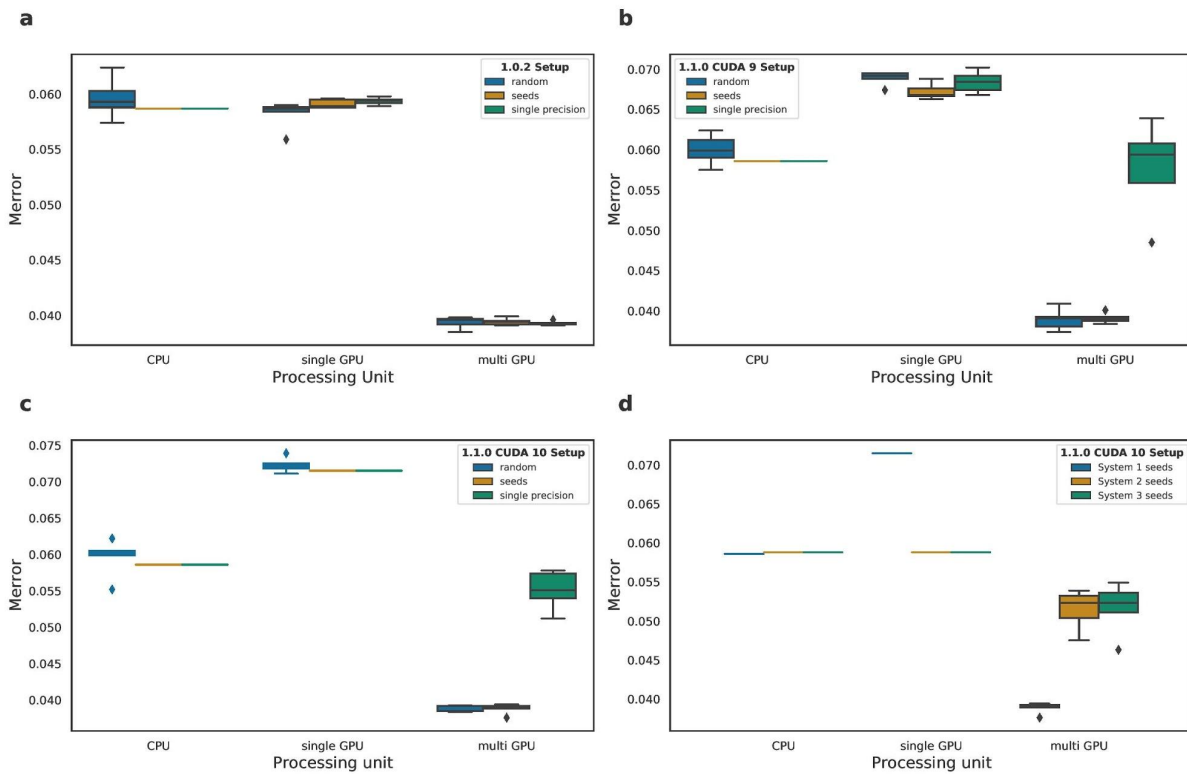 a
1.0.2 Setup
random
seeds
single precision
Merror
0.060
0.055
0.050
0.045
0.040
CPU
single GPU
multi GPU
Processing Unit
b
1.1.0 CUDA 9 Setup
random
seeds
single precision
Merror
0.070
0.065
0.060
0.055
0.050
0.045
0.040
CPU
single GPU
multi GPU
Processing Unit
c
1.1.0 CUDA 10 Setup
random
seeds
single precision
Merror
0.075
0.070
0.065
0.060
0.055
0.050
0.045
0.040
CPU
single GPU
multi GPU
Processing unit
d
1.1.0 CUDA 10 Setup
System 1 seeds
System 2 seeds
System 3 seeds
Merror
0.070
0.065
0.060
0.055
0.050
0.045
0.040
CPU
single GPU
multi GPU
Processing unit